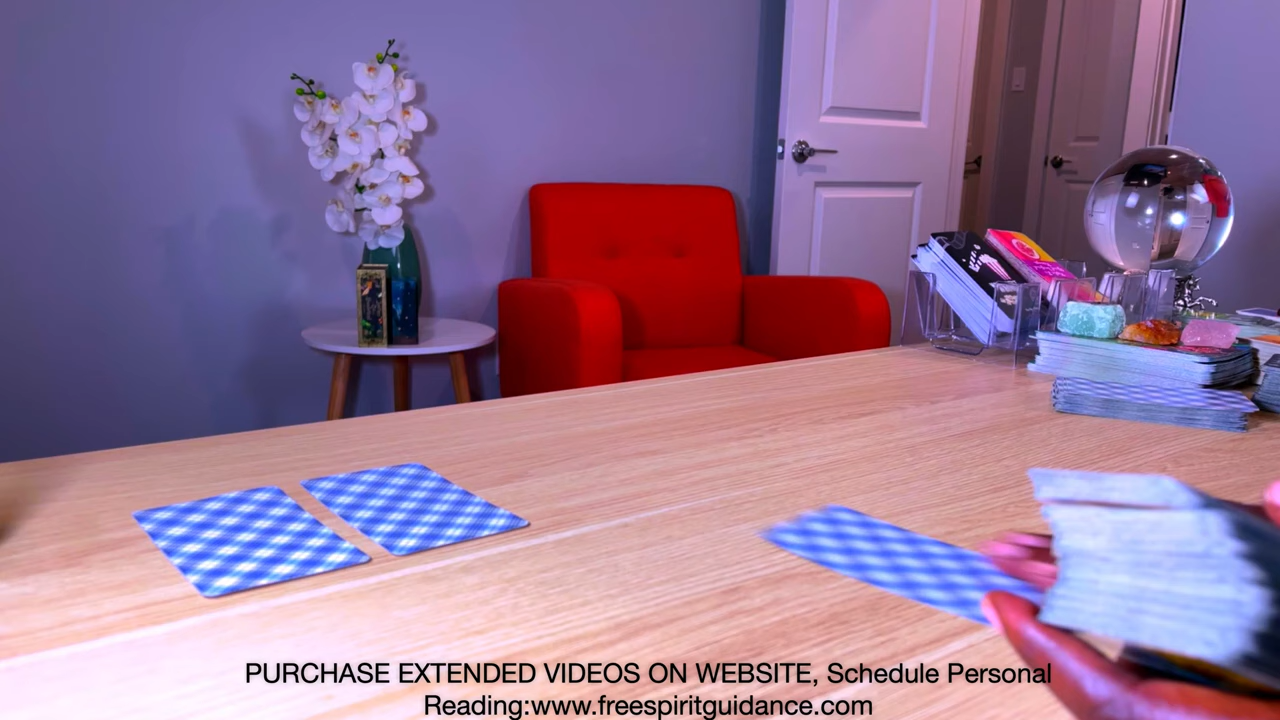 PURCHASE EXTENDED VIDEOS ON WEBSITE, Schedule Personal
Reading:www.freespiritguidance.com